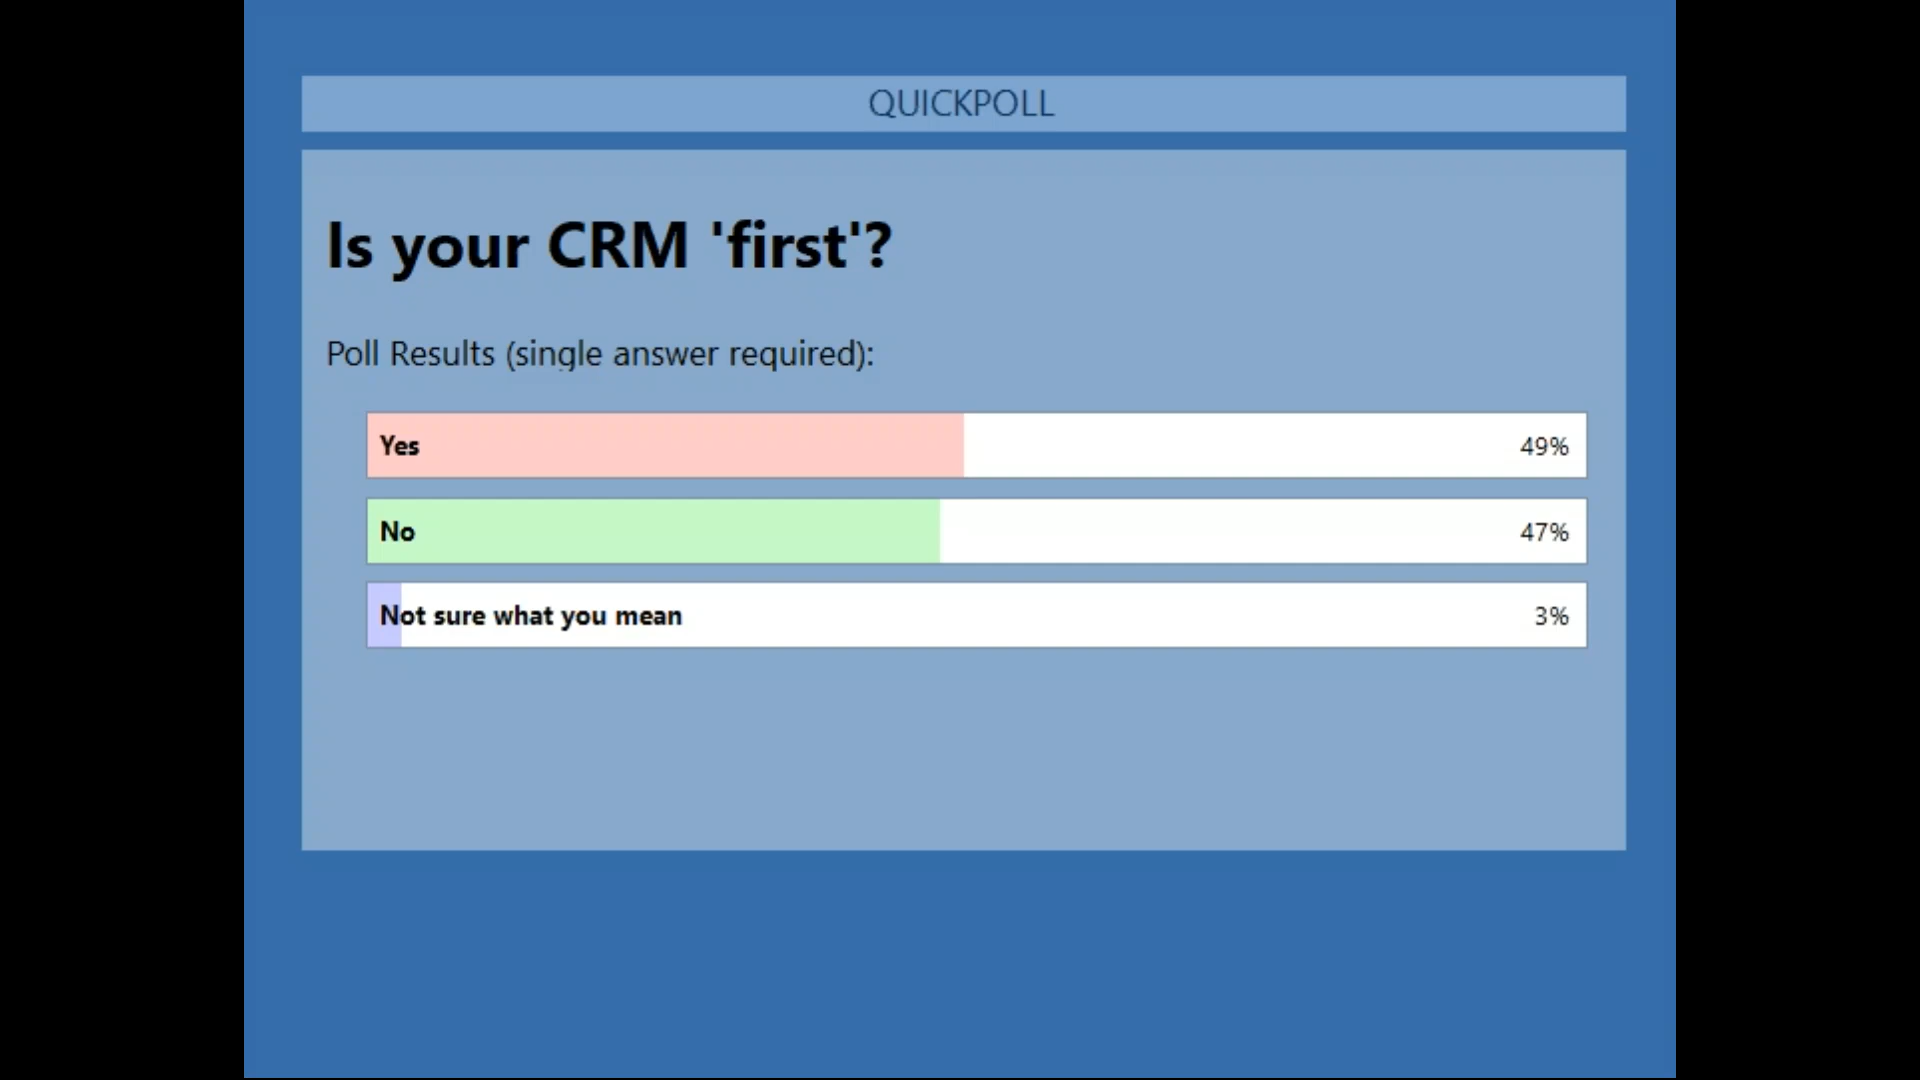 QUICKPOLL
Is your CRM 'first'?
Poll Results (single answer required):
Yes 49%
No 47%
Not sure what you mean 3%